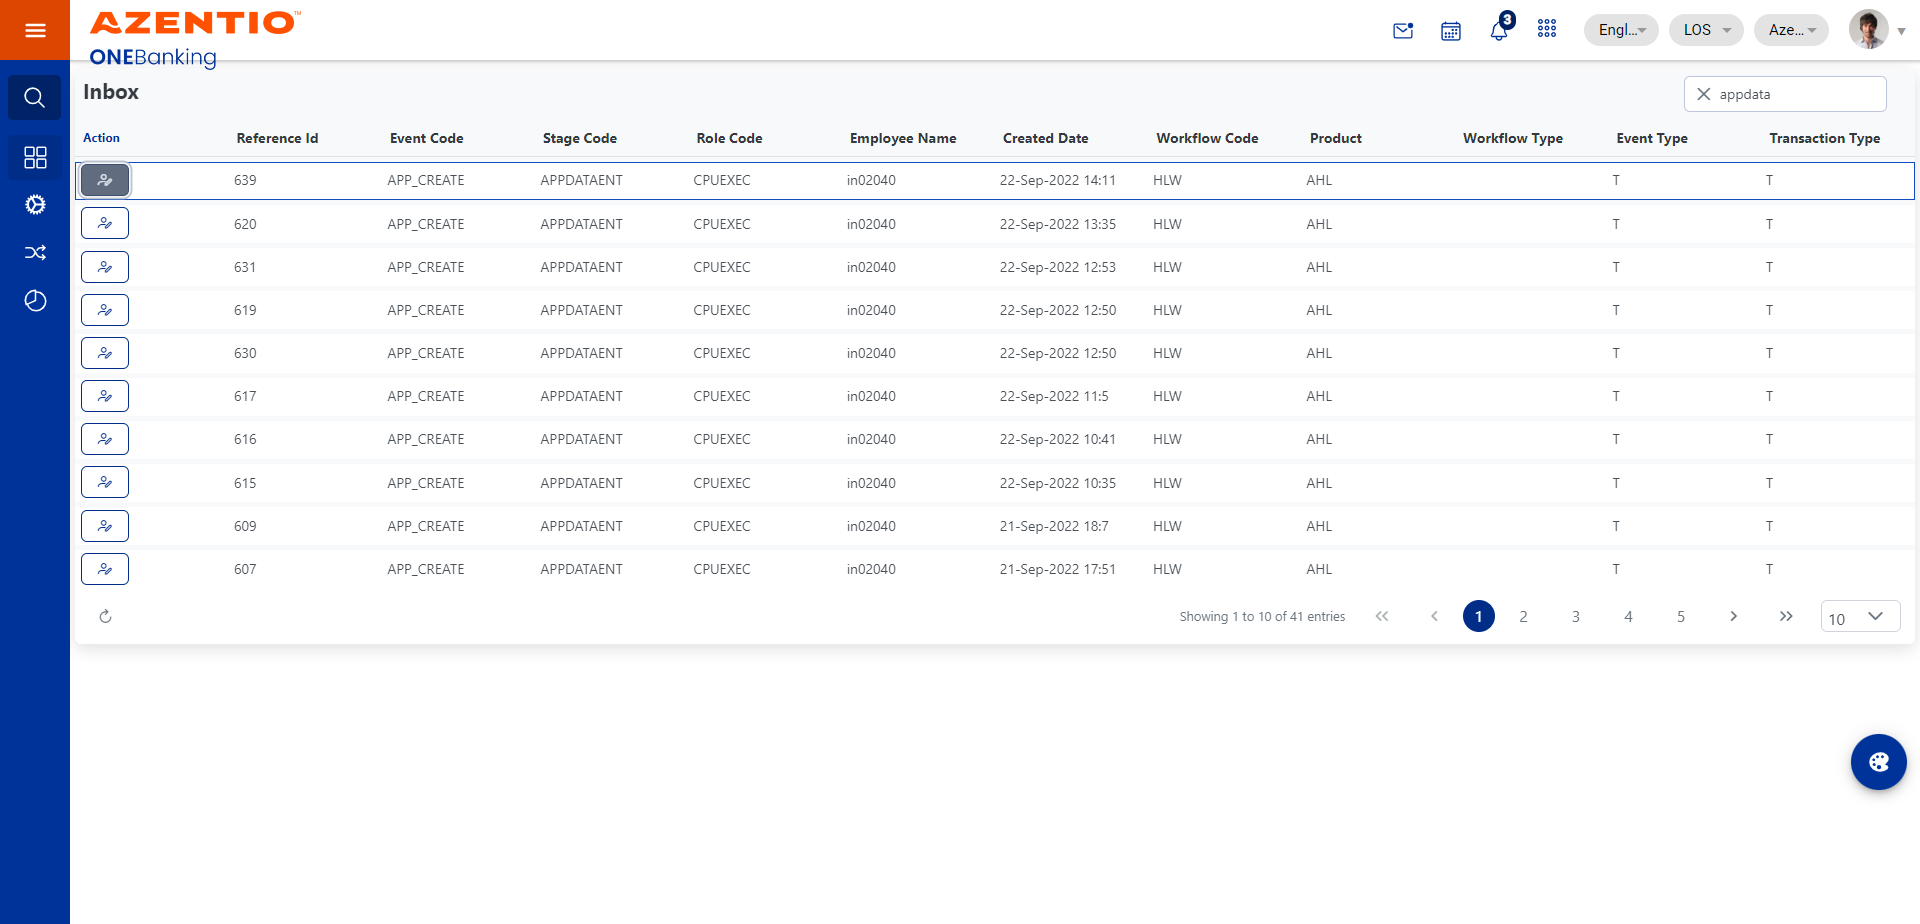 AZENTIO™
ONEBanking
3
Engl...
LOS
Aze...
Inbox
appdata
Action Reference Id Event Code Stage Code Role Code Employee Name Created Date Workflow Code Product Workflow Type Event Type Transaction Type
639 APP_CREATE APPDATAENT CPUEXEC in02040 22-Sep-2022 14:11 HLW AHL T T
620 APP_CREATE APPDATAENT CPUEXEC in02040 22-Sep-2022 13:35 HLW AHL T T
631 APP_CREATE APPDATAENT CPUEXEC in02040 22-Sep-2022 12:53 HLW AHL T T
619 APP_CREATE APPDATAENT CPUEXEC in02040 22-Sep-2022 12:50 HLW AHL T T
630 APP_CREATE APPDATAENT CPUEXEC in02040 22-Sep-2022 12:50 HLW AHL T T
617 APP_CREATE APPDATAENT CPUEXEC in02040 22-Sep-2022 11:5 HLW AHL T T
616 APP_CREATE APPDATAENT CPUEXEC in02040 22-Sep-2022 10:41 HLW AHL T T
615 APP_CREATE APPDATAENT CPUEXEC in02040 22-Sep-2022 10:35 HLW AHL T T
609 APP_CREATE APPDATAENT CPUEXEC in02040 21-Sep-2022 18:7 HLW AHL T T
607 APP_CREATE APPDATAENT CPUEXEC in02040 21-Sep-2022 17:51 HLW AHL T T
Showing 1 to 10 of 41 entries 1 2 3 4 5 10